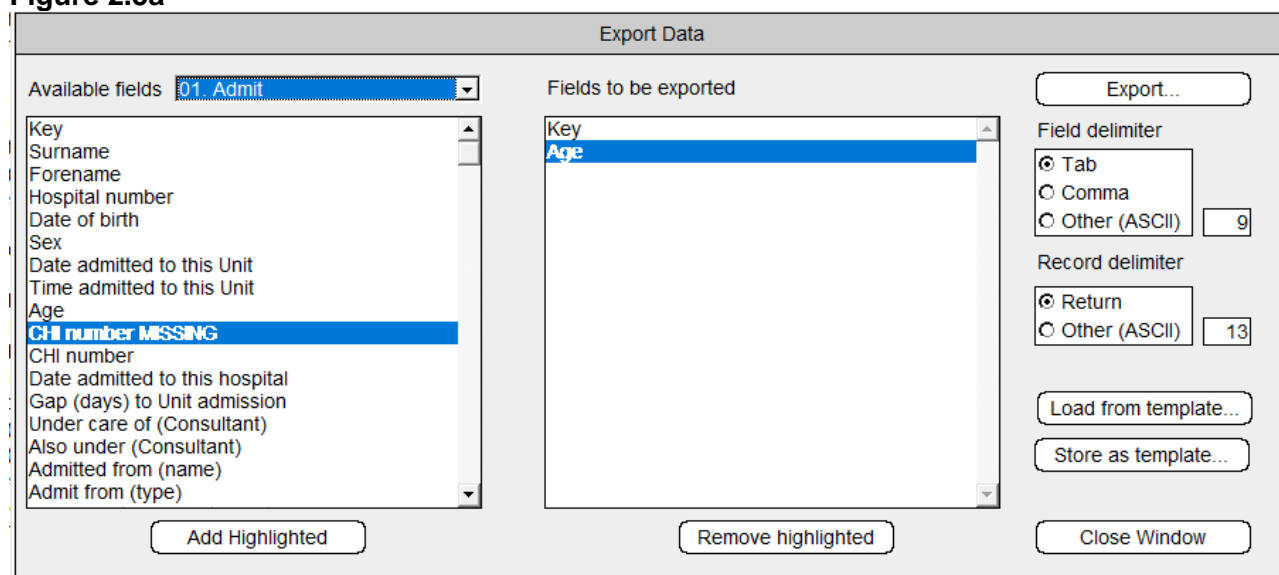 Export Data
Available fields 01. Admit
Key
Surname
Forename
Hospital number
Date of birth
Sex
Date admitted to this Unit
Time admitted to this Unit
Age
CHI number MISSING
CHI number
Date admitted to this hospital
Gap (days) to Unit admission
Under care of (Consultant)
Also under (Consultant)
Admitted from (name)
Admit from (type)
Add Highlighted
Fields to be exported
Key
Age
Remove highlighted
Export...
Field delimiter
Tab
Comma
Other (ASCII) 9
Record delimiter
Return
Other (ASCII) 13
Load from template...
Store as template...
Close Window